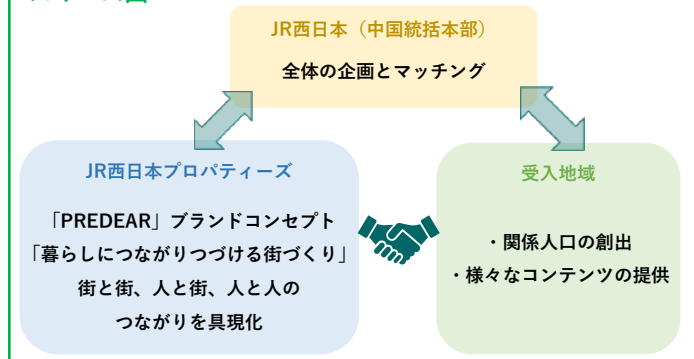 JR西日本（中国統括本部）
全体の企画とマッチング
JR西日本プロパティーズ
「PREDEAR」ブランドコンセプト
「暮らしにつながりつづける街づくり」
街と街、人と街、人と人の
つながりを具現化
受入地域
・関係人口の創出
・様々なコンテンツの提供